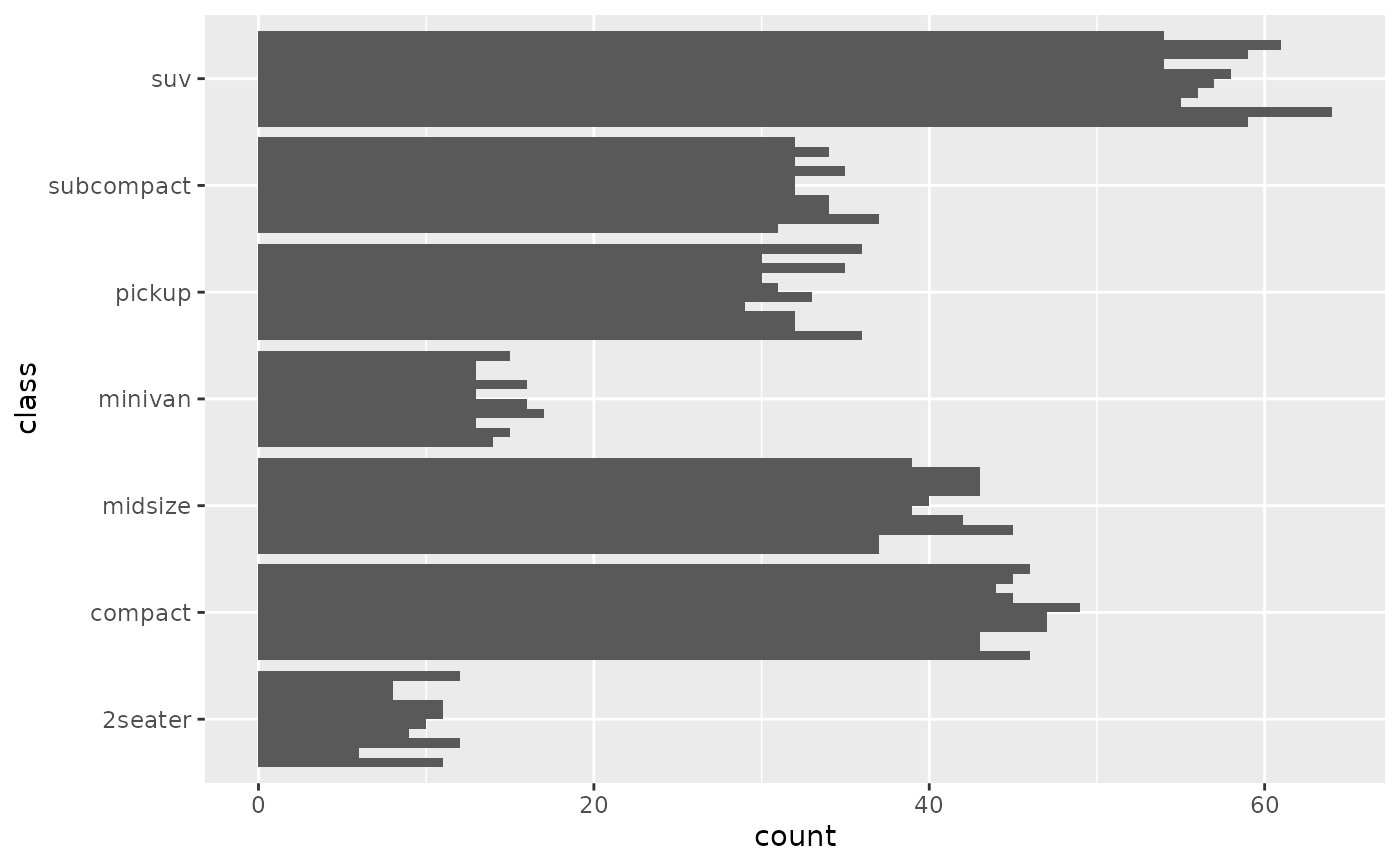 suv
subcompact
pickup
minivan
midsize
compact
2seater
class
0 20 40 60
count